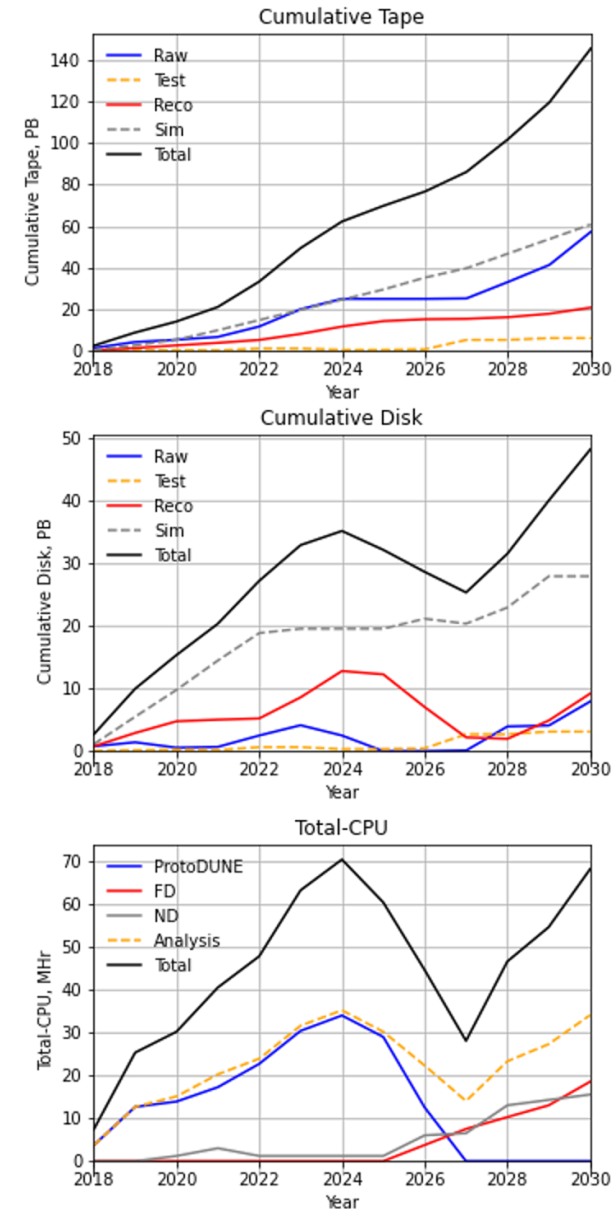 Cumulative Tape
140
120
100
80
60
40
20
0
Cumulative Tape, PB
Raw
Test
Reco
Sim
Total
2018 2020 2022 2024 2026 2028 2030
Year
Cumulative Disk
50
40
30
20
10
0
Cumulative Disk, PB
Raw
Test
Reco
Sim
Total
2018 2020 2022 2024 2026 2028 2030
Year
Total-CPU
70
60
50
40
30
20
10
0
Total-CPU, MHr
ProtoDUNE
FD
ND
Analysis
Total
2018 2020 2022 2024 2026 2028 2030
Year